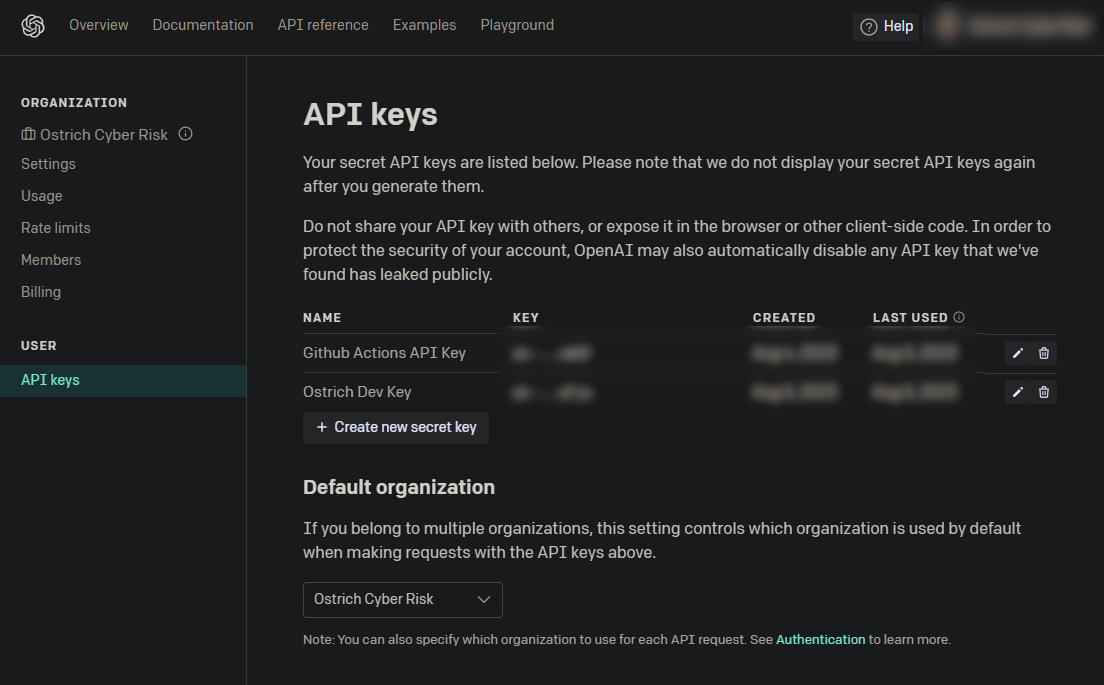 Overview Documentation API reference Examples Playground Help
ORGANIZATION
Ostrich Cyber Risk
Settings
Usage
Rate limits
Members
Billing
USER
API keys
API keys
Your secret API keys are listed below. Please note that we do not display your secret API keys again
after you generate them.
Do not share your API key with others, or expose it in the browser or other client-side code. In order to
protect the security of your account, OpenAI may also automatically disable any API key that we've
found has leaked publicly.
NAME KEY CREATED LAST USED
Github Actions API Key
Ostrich Dev Key
+ Create new secret key
Default organization
If you belong to multiple organizations, this setting controls which organization is used by default
when making requests with the API keys above.
Ostrich Cyber Risk
Note: You can also specify which organization to use for each API request. See Authentication to learn more.